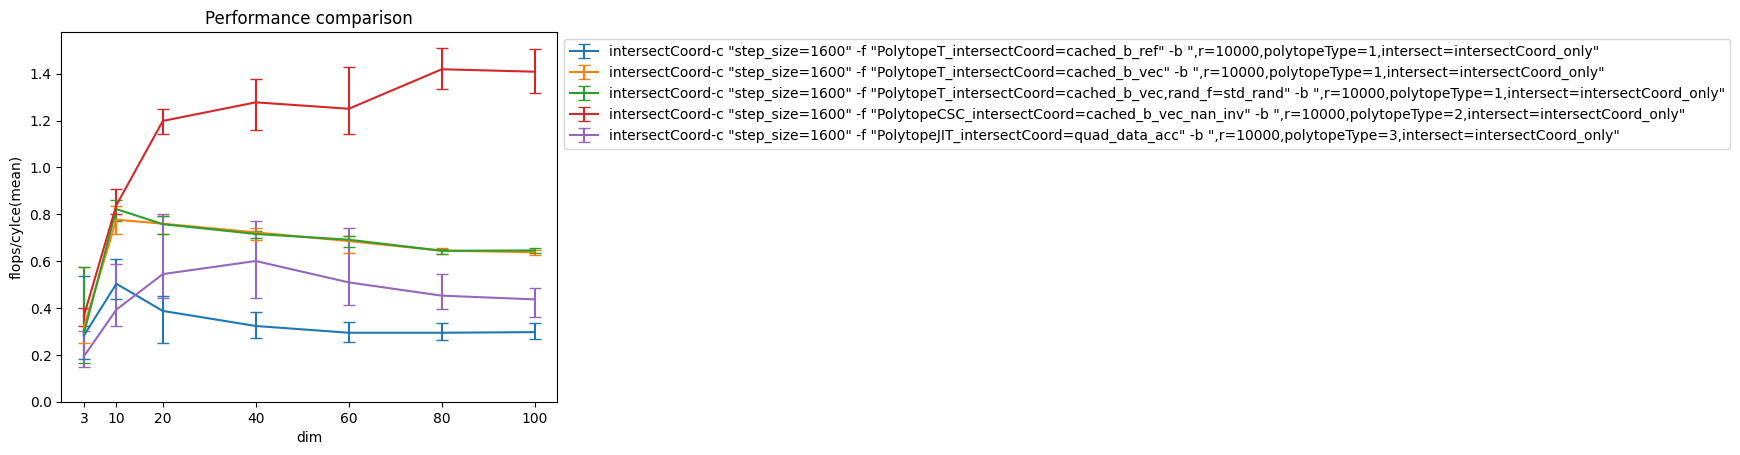 Performance comparison
flops/cylce(mean)
1.4
1.2
1.0
0.8
0.6
0.4
0.2
0.0
3 10 20 40 60 80 100
dim
intersectCoord-c "step_size=1600" -f "PolytopeT_intersectCoord=cached_b_ref" -b ",r=10000,polytopeType=1,intersect=intersectCoord_only"
intersectCoord-c "step_size=1600" -f "PolytopeT_intersectCoord=cached_b_vec" -b ",r=10000,polytopeType=1,intersect=intersectCoord_only"
intersectCoord-c "step_size=1600" -f "PolytopeT_intersectCoord=cached_b_vec,rand_f=std_rand" -b ",r=10000,polytopeType=1,intersect=intersectCoord_only"
intersectCoord-c "step_size=1600" -f "PolytopeCSC_intersectCoord=cached_b_vec_nan_inv" -b ",r=10000,polytopeType=2,intersect=intersectCoord_only"
intersectCoord-c "step_size=1600" -f "PolytopeJIT_intersectCoord=quad_data_acc" -b ",r=10000,polytopeType=3,intersect=intersectCoord_only"